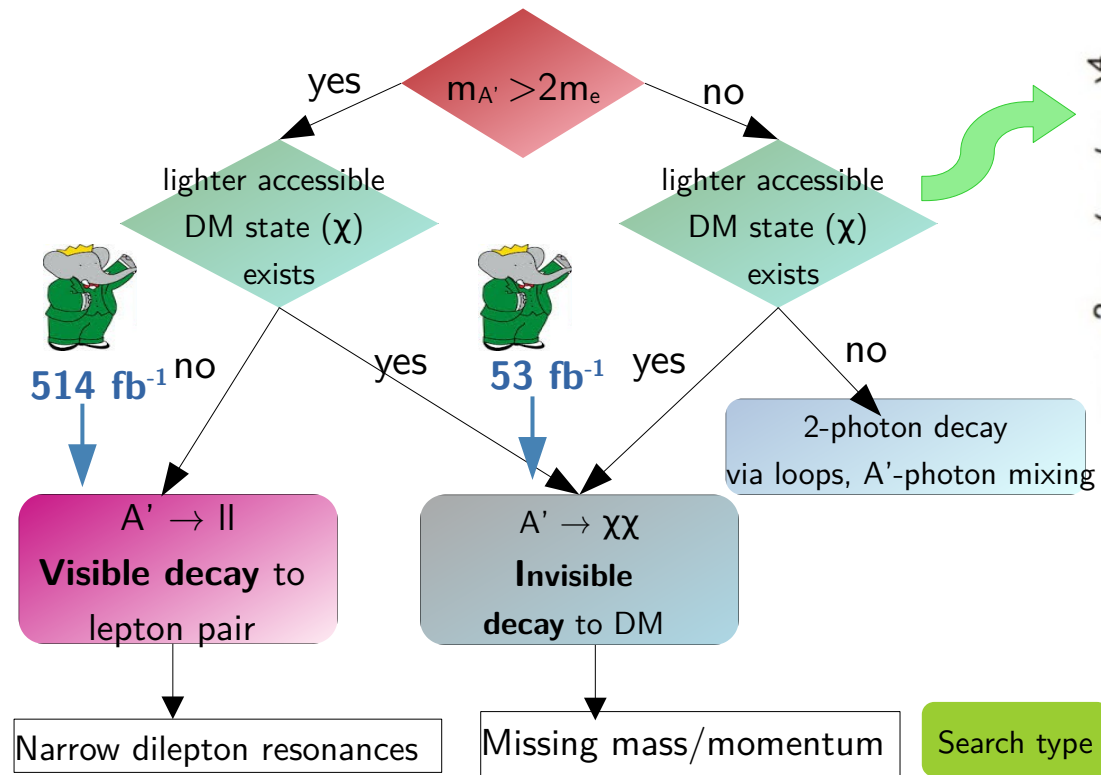 m_A' >2m_e
yes
no
lighter accessible
DM state (χ)
exists
lighter accessible
DM state (χ)
exists
514 fb⁻¹
no
yes
53 fb⁻¹
yes
no
2-photon decay
via loops, A'-photon mixing
A' → ll
Visible decay to
lepton pair
A' → χχ
Invisible
decay to DM
Narrow dilepton resonances
Missing mass/momentum
Search type